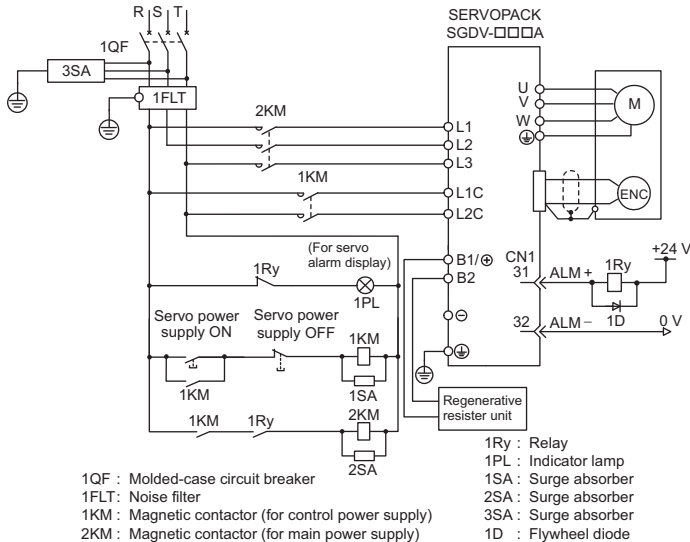 R S T
SERVOPACK
SGDV-□□□A
1QF
3SA
1FLT
2KM
U
V
W
M
L1
L2
L3
1KM
L1C
L2C
ENC
(For servo
alarm display)
1Ry
1PL
B1/⊕
B2
CN1
31
ALM+
1Ry
+24 V
1D
32
ALM−
0 V
⊖
Servo power
supply ON
Servo power
supply OFF
1KM
1KM
1SA
1KM
1Ry
2KM
2SA
Regenerative
resister unit
1QF : Molded-case circuit breaker
1FLT: Noise filter
1KM : Magnetic contactor (for control power supply)
2KM : Magnetic contactor (for main power supply)
1Ry : Relay
1PL : Indicator lamp
1SA : Surge absorber
2SA : Surge absorber
3SA : Surge absorber
1D : Flywheel diode